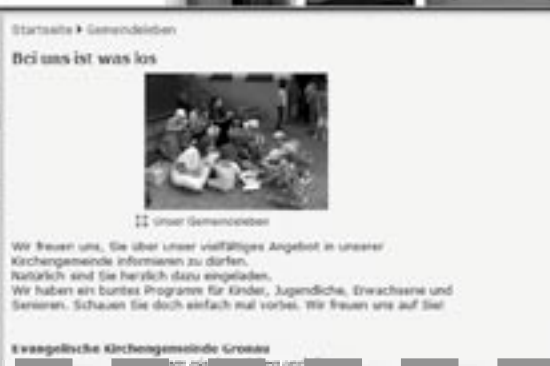 Startseite Gemeindeleben
Bei uns ist was los
Unser Gemeindeleben
Wir freuen uns, Sie über unser vielfältiges Angebot in unserer
Kirchengemeinde informieren zu dürfen.
Natürlich sind Sie herzlich dazu eingeladen.
Wir haben ein buntes Programm für Kinder, Jugendliche, Erwachsene und
Senioren. Schauen Sie doch einfach mal vorbei. Wir freuen uns auf Sie!
Evangelische Kirchengemeinde Gronau